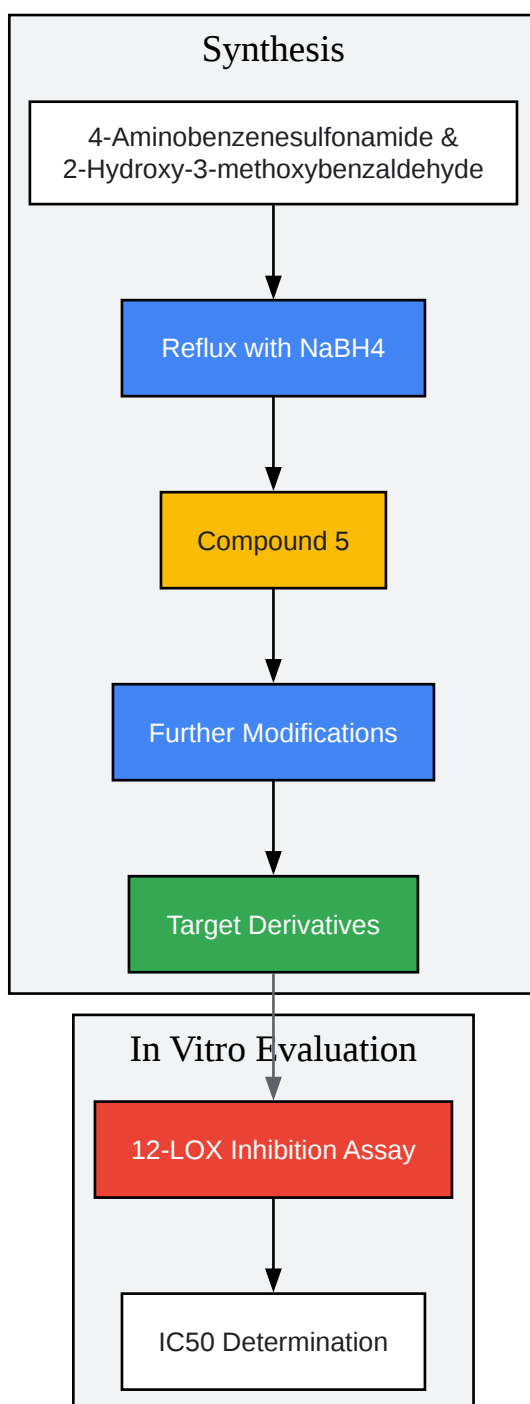 Synthesis
4-Aminobenzenesulfonamide &
2-Hydroxy-3-methoxybenzaldehyde
Reflux with NaBH4
Compound 5
Further Modifications
Target Derivatives
In Vitro Evaluation
12-LOX Inhibition Assay
IC50 Determination